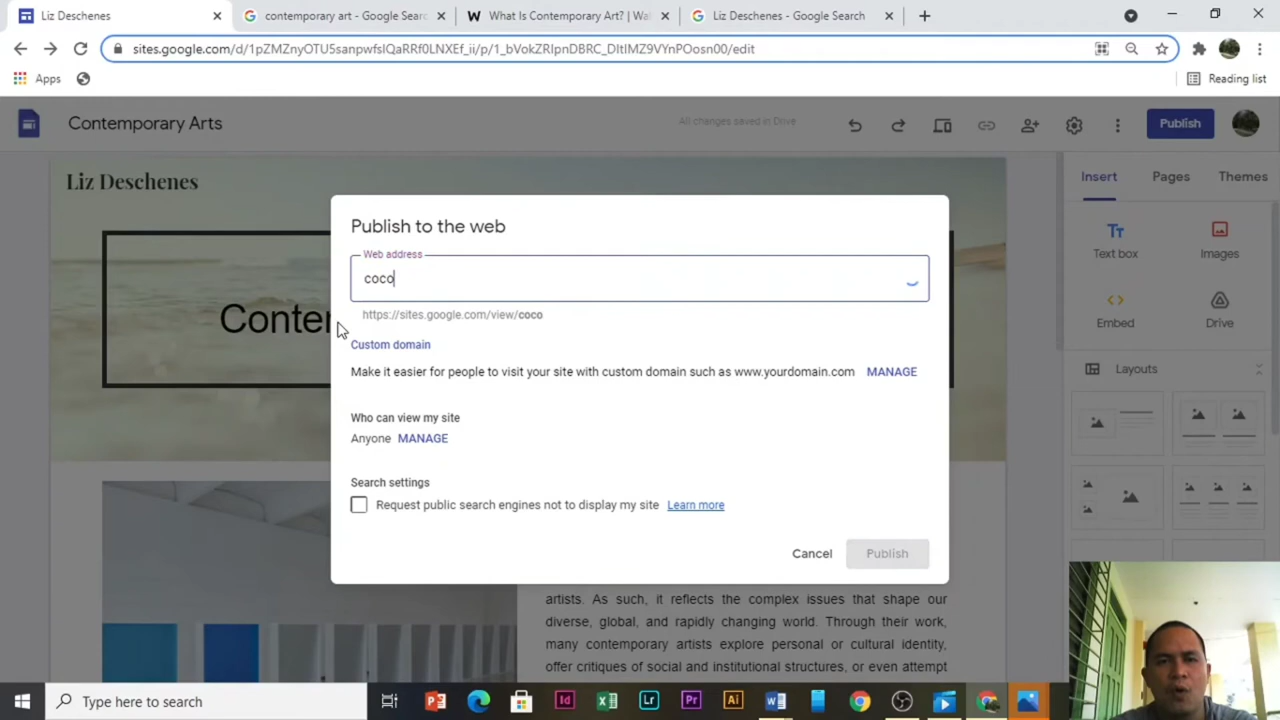 Liz Deschenes
contemporary art - Google Searc
What Is Contemporary Art? | Wal
Liz Deschenes - Google Search
sites.google.com/d/1pZMZnyOTU5sanpwfslQaRRf0LNXEf_ii/p/1_bVokZRlpnDBRC_DltlMZ9VYnPOosn00/edit
Apps
Reading list
Contemporary Arts
All changes saved in Drive
Publish
Liz Deschenes
Insert
Pages
Themes
Publish to the web
Web address
coco
https://sites.google.com/view/coco
Custom domain
Make it easier for people to visit your site with custom domain such as www.yourdomain.com MANAGE
Who can view my site
Anyone MANAGE
Search settings
Request public search engines not to display my site Learn more
Cancel
Publish
Conten
Text box
Images
Embed
Drive
Layouts
artists. As such, it reflects the complex issues that shape our
diverse, global, and rapidly changing world. Through their work,
many contemporary artists explore personal or cultural identity,
offer critiques of social and institutional structures, or even attempt
Type here to search